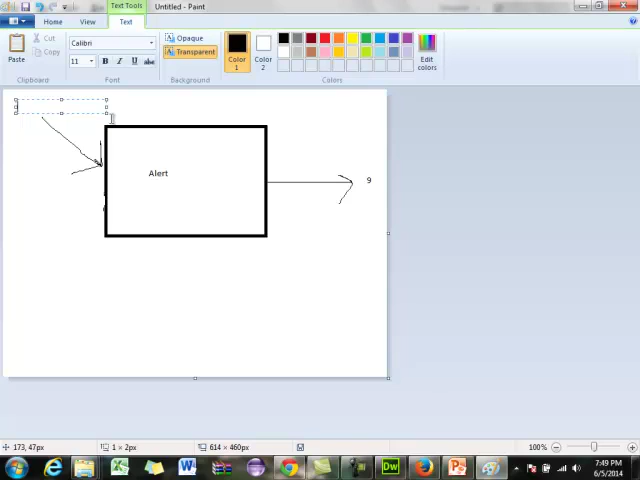 Text Tools
Untitled - Paint
Home
View
Text
Paste
Cut
Copy
Clipboard
Calibri
11
B I U abc
Font
Opaque
Transparent
Background
Color
1
Color
2
Edit
colors
Colors
Alert
9
173, 47px
1 × 2px
614 × 460px
100%
7:49 PM
6/5/2014